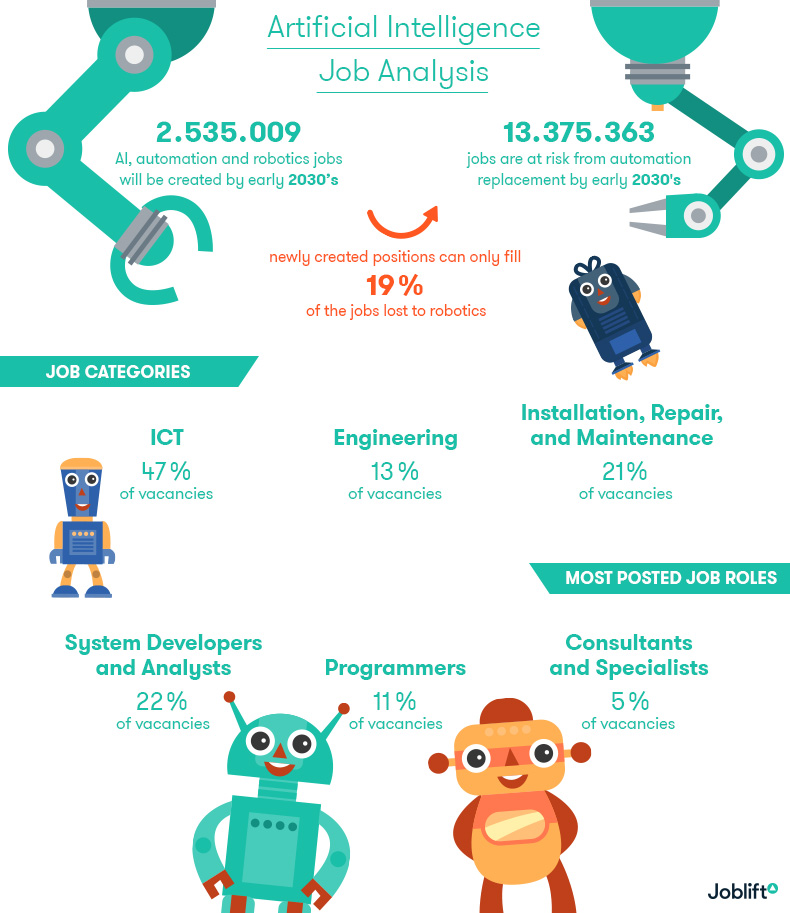 Artificial Intelligence
Job Analysis
2.535.009
AI, automation and robotics jobs
will be created by early 2030's
13.375.363
jobs are at risk from automation
replacement by early 2030's
newly created positions can only fill
19%
of the jobs lost to robotics
JOB CATEGORIES
ICT
47%
of vacancies
Engineering
13%
of vacancies
Installation, Repair,
and Maintenance
21%
of vacancies
MOST POSTED JOB ROLES
System Developers
and Analysts
22%
of vacancies
Programmers
11%
of vacancies
Consultants
and Specialists
5%
of vacancies
Joblift